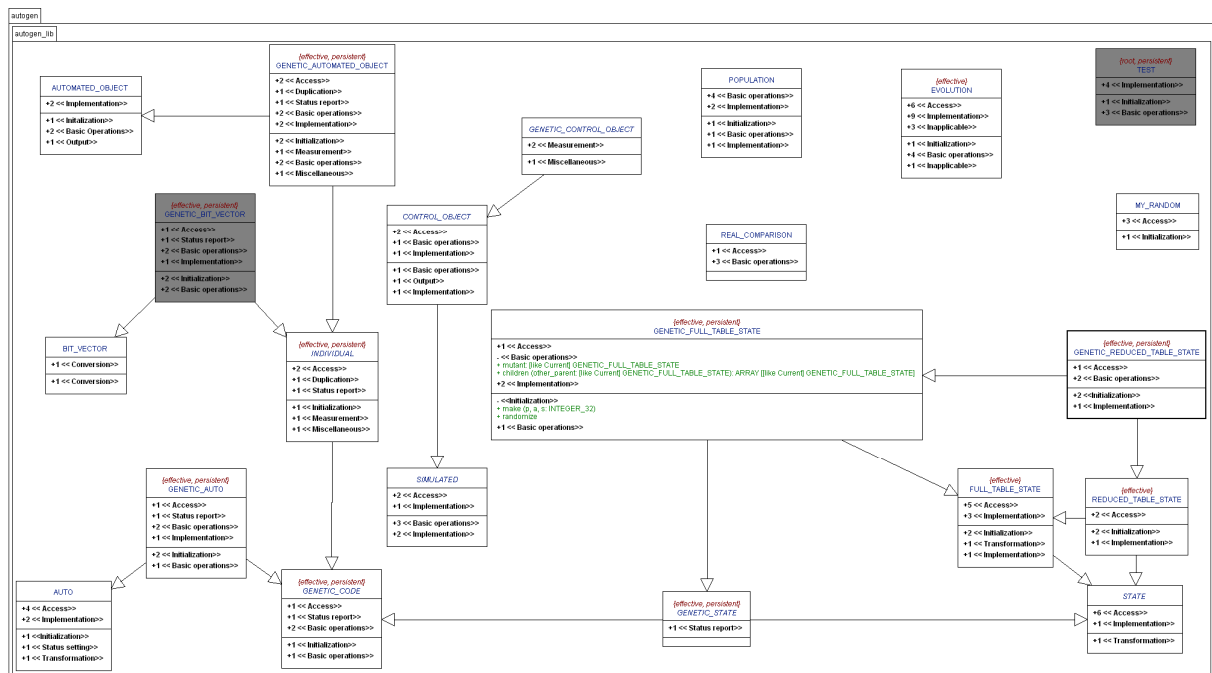 autogen
autogen_lib
{effective, persistent}
GENETIC_AUTOMATED_OBJECT
+2 << Access>>
+1 << Duplication>>
+1 << Status report>>
+2 << Basic operations>>
+2 << Implementation>>
+2 << Initialization>>
+1 << Measurement>>
+2 << Basic operations>>
+1 << Miscellaneous>>
AUTOMATED_OBJECT
+2 << Implementation>>
+1 << Initalization>>
+2 << Basic Operations>>
+1 << Output>>
GENETIC_CONTROL_OBJECT
+2 << Measurement>>
+1 << Miscellaneous>>
POPULATION
+4 << Basic operations>>
+2 << Implementation>>
+1 << Initialization>>
+1 << Basic operations>>
+1 << Implementation>>
{effective}
EVOLUTION
+6 << Access>>
+9 << Implementation>>
+3 << Inapplicable>>
+1 << Initialization>>
+4 << Basic operations>>
+1 << Inapplicable>>
{root, persistent}
TEST
+4 << Implementation>>
+1 << Initialization>>
+3 << Basic operations>>
{effective, persistent}
GENETIC_BIT_VECTOR
+1 << Access>>
+1 << Status report>>
+2 << Basic operations>>
+1 << Implementation>>
+2 << Initialization>>
+2 << Basic operations>>
CONTROL_OBJECT
+2 << Access>>
+1 << Basic operations>>
+1 << Implementation>>
+1 << Basic operations>>
+1 << Output>>
+1 << Implementation>>
REAL_COMPARISON
+1 << Access>>
+3 << Basic operations>>
MY_RANDOM
+3 << Access>>
+1 << Initialization>>
BIT_VECTOR
+1 << Conversion>>
+1 << Conversion>>
{effective, persistent}
INDIVIDUAL
+2 << Access>>
+1 << Duplication>>
+1 << Status report>>
+1 << Initialization>>
+1 << Measurement>>
+1 << Miscellaneous>>
{effective, persistent}
GENETIC_FULL_TABLE_STATE
+1 << Access>>
- << Basic operations>>
+ mutant: [like Current] GENETIC_FULL_TABLE_STATE
+ children (other_parent: [like Current] GENETIC_FULL_TABLE_STATE): ARRAY [[like Current] GENETIC_FULL_TABLE_STATE]
+2 << Implementation>>
- <<Initialization>>
+ make (p, a, s: INTEGER_32)
+ randomize
+1 << Basic operations>>
{effective, persistent}
GENETIC_REDUCED_TABLE_STATE
+1 << Access>>
+2 << Basic operations>>
+2 <<Initialization>>
+1 << Implementation>>
{effective, persistent}
GENETIC_AUTO
+1 << Access>>
+1 << Status report>>
+2 << Basic operations>>
+1 << Implementation>>
+2 << Initialization>>
+1 << Basic operations>>
SIMULATED
+2 << Access>>
+1 << Implementation>>
+3 << Basic operations>>
+2 << Implementation>>
{effective}
FULL_TABLE_STATE
+5 << Access>>
+3 << Implementation>>
+2 << Initialization>>
+1 << Transformation>>
+1 << Implementation>>
{effective}
REDUCED_TABLE_STATE
+2 << Access>>
+2 << Initialization>>
+1 << Implementation>>
AUTO
+4 << Access>>
+2 << Implementation>>
+1 <<Initialization>>
+1 << Status setting>>
+1 << Transformation>>
{effective, persistent}
GENETIC_CODE
+1 << Access>>
+1 << Status report>>
+2 << Basic operations>>
+1 << Initialization>>
+1 << Basic operations>>
{effective, persistent}
GENETIC_STATE
+1 << Status report>>
STATE
+6 << Access>>
+1 << Implementation>>
+1 << Transformation>>